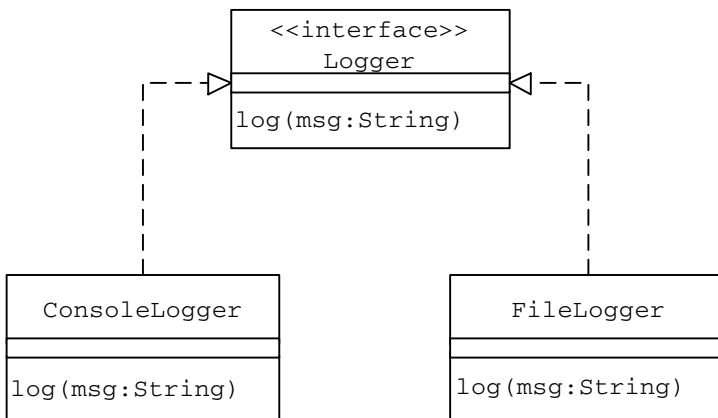 <<interface>>
Logger
log(msg:String)
ConsoleLogger
log(msg:String)
FileLogger
log(msg:String)